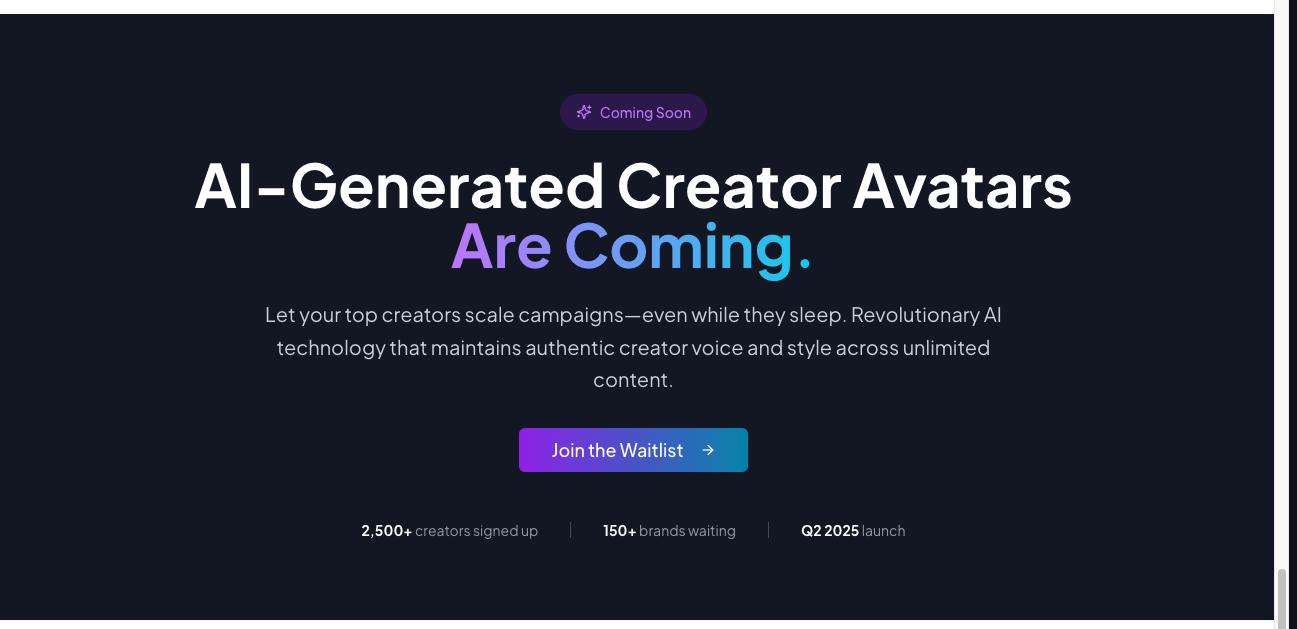 Coming Soon
AI-Generated Creator Avatars
Are Coming.
Let your top creators scale campaigns—even while they sleep. Revolutionary AI
technology that maintains authentic creator voice and style across unlimited
content.
Join the Waitlist
2,500+ creators signed up
150+ brands waiting
Q2 2025 launch